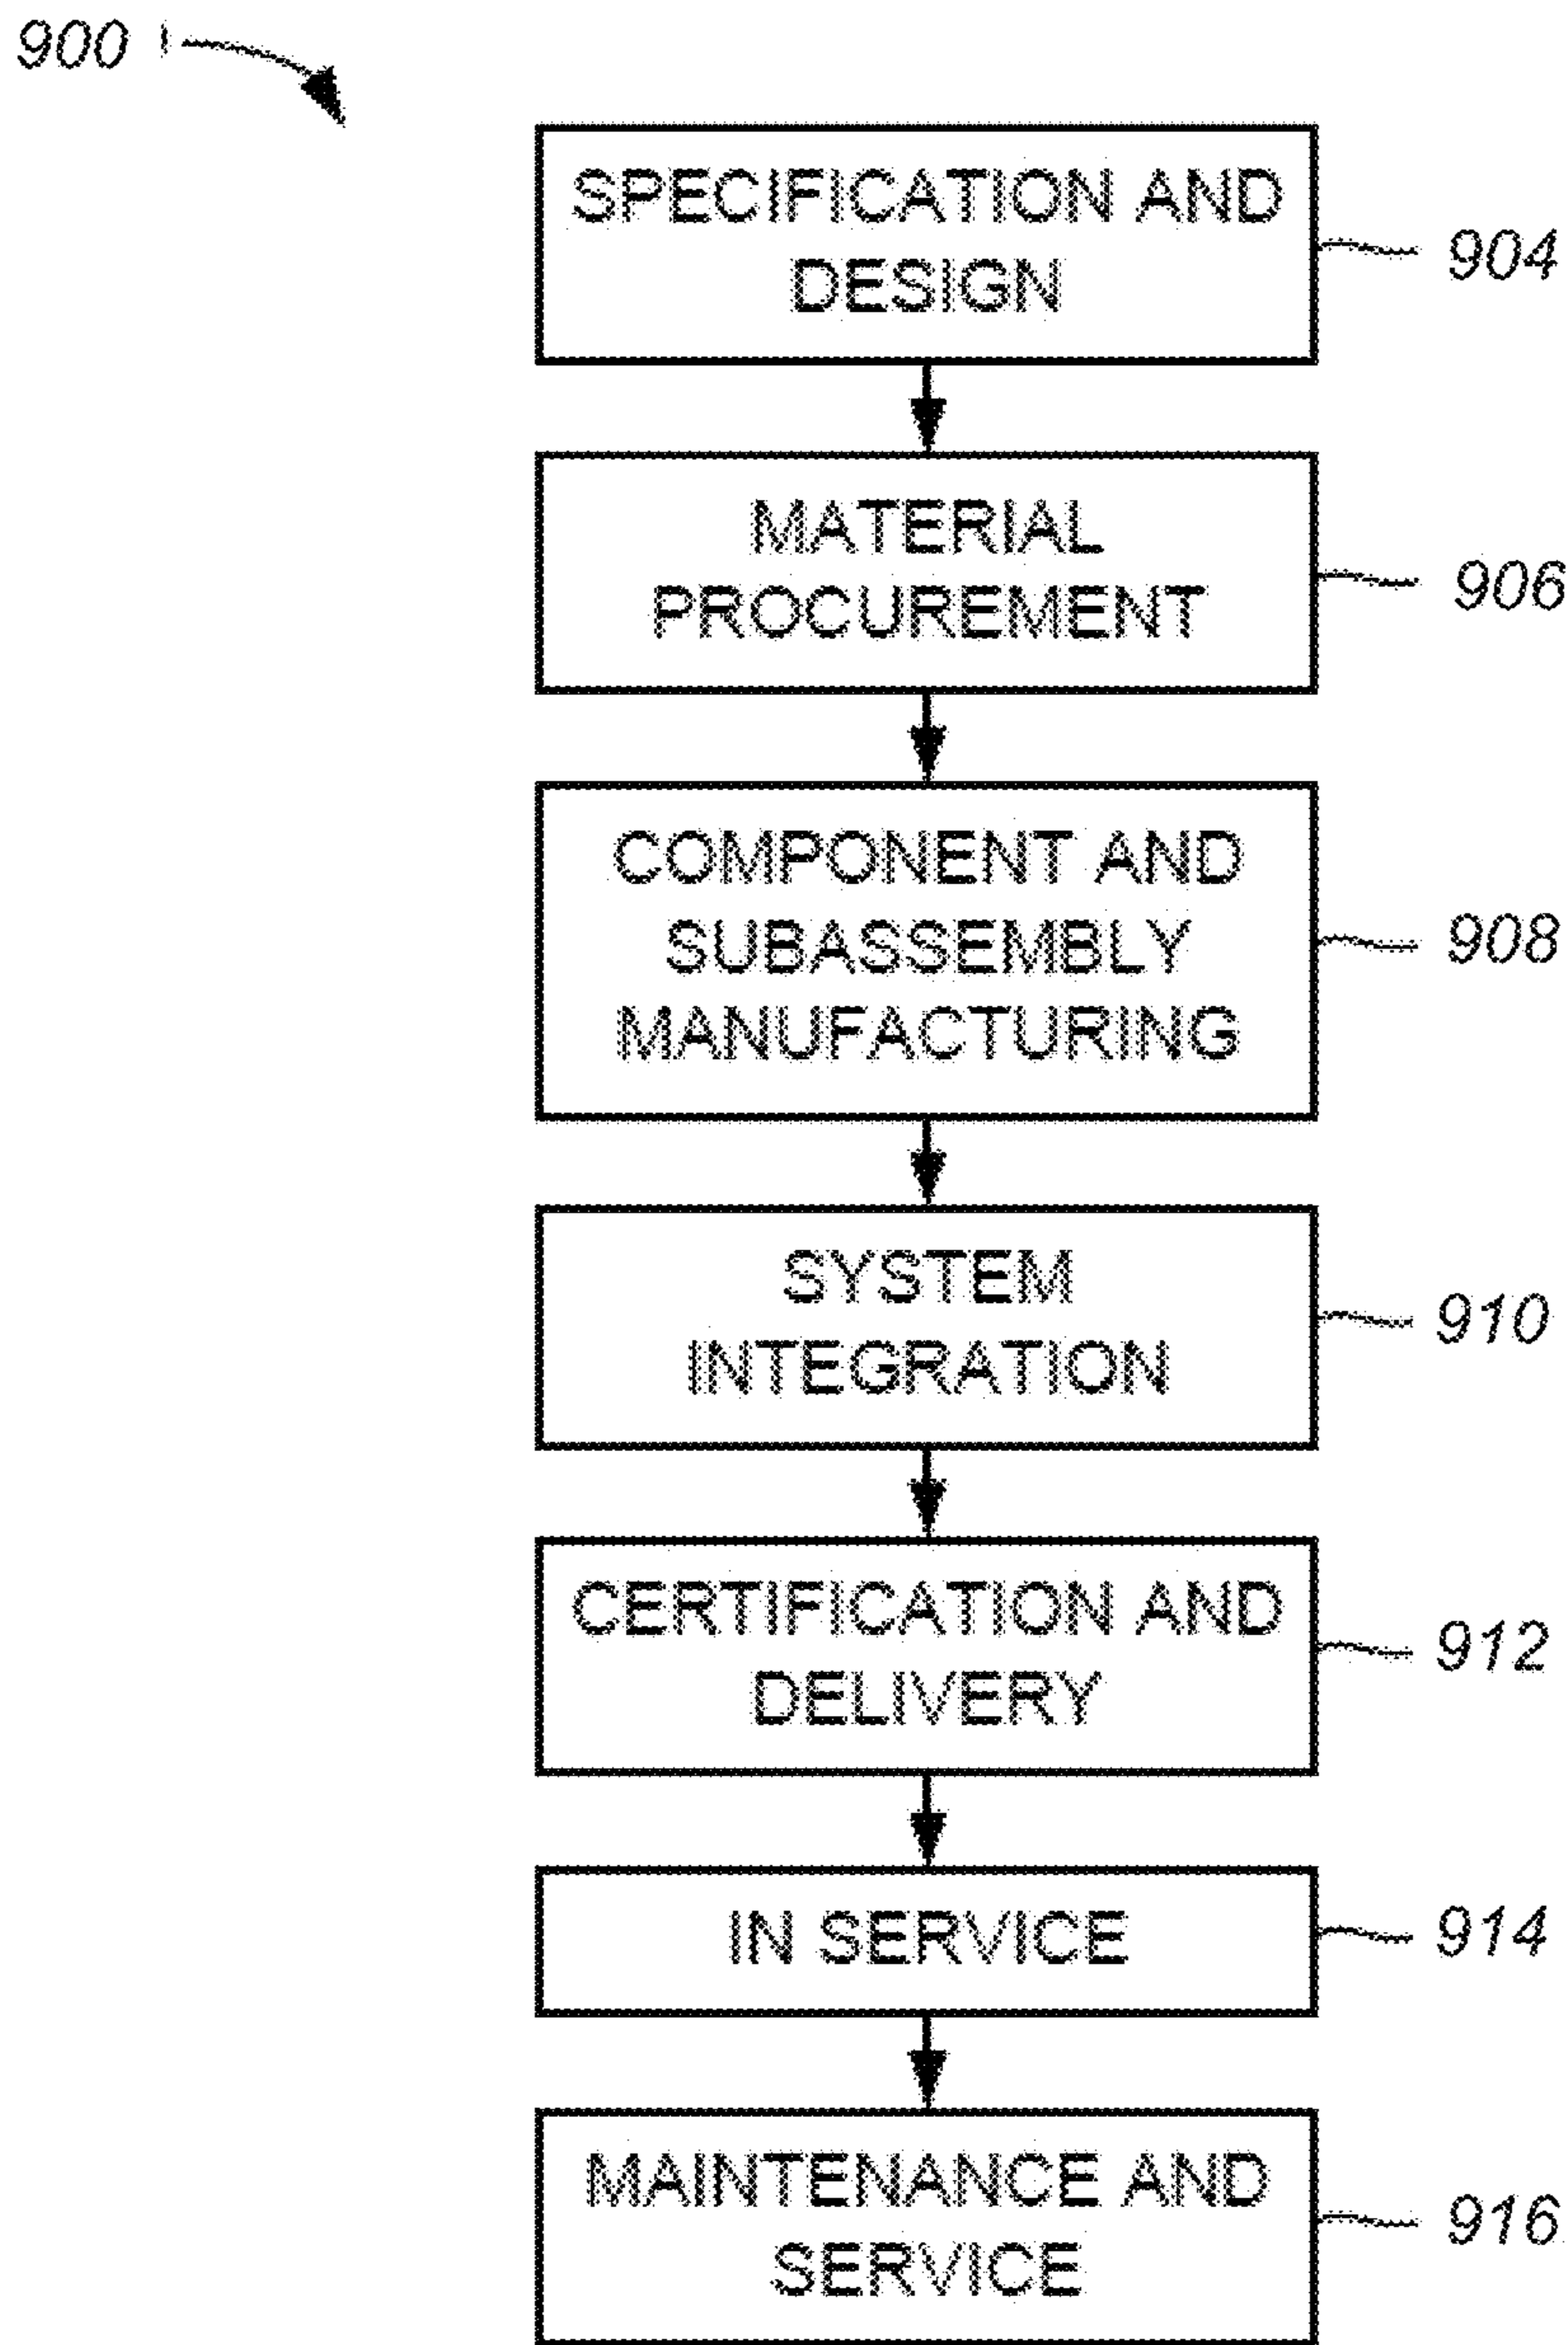 900
SPECIFICATION AND
DESIGN
904
MATERIAL
PROCUREMENT
906
COMPONENT AND
SUBASSEMBLY
MANUFACTURING
908
SYSTEM
INTEGRATION
910
CERTIFICATION AND
DELIVERY
912
IN SERVICE
914
MAINTENANCE AND
SERVICE
916